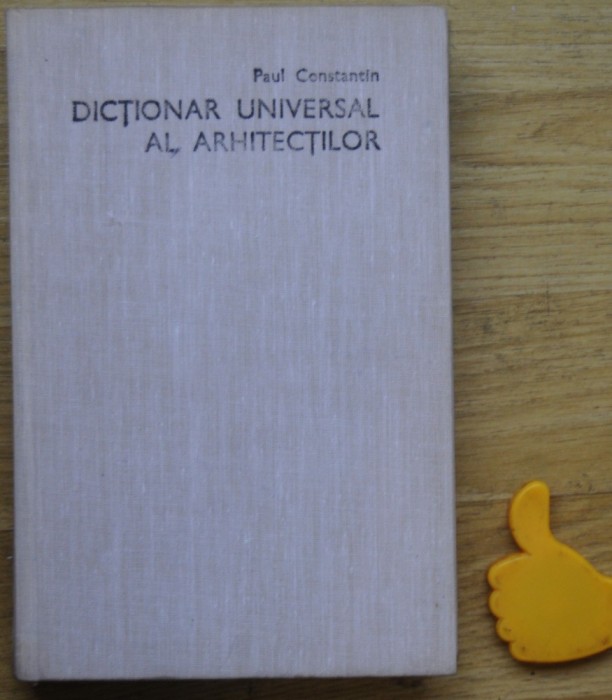 Paul Constantin
DICȚIONAR UNIVERSAL
AL ARHITECȚILOR